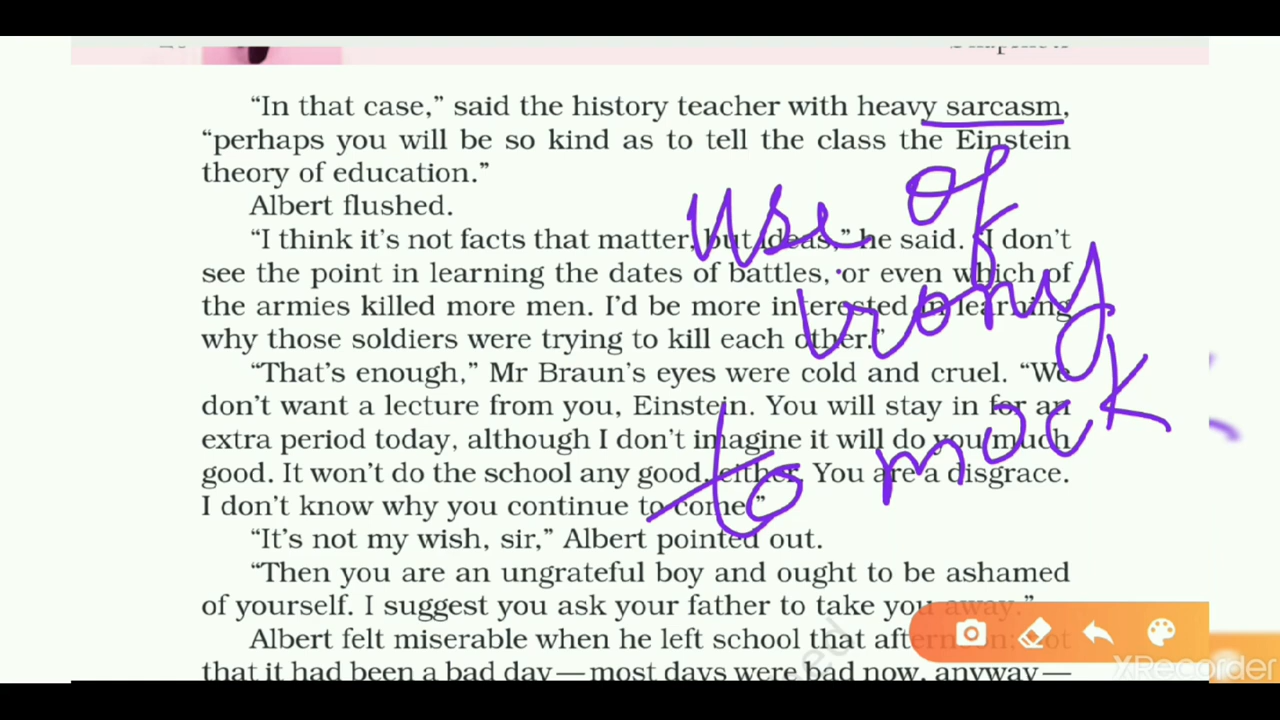 “In that case,” said the history teacher with heavy sarcasm,
“perhaps you will be so kind as to tell the class the Einstein
theory of education.”
Albert flushed.
“I think it’s not facts that matter, but ideas,” he said. “I don’t
see the point in learning the dates of battles, or even which of
the armies killed more men. I’d be more interested in learning
why those soldiers were trying to kill each other.”
“That’s enough,” Mr Braun’s eyes were cold and cruel. “We
don’t want a lecture from you, Einstein. You will stay in for an
extra period today, although I don’t imagine it will do you much
good. It won’t do the school any good, either. You are a disgrace.
I don’t know why you continue to come.”
“It’s not my wish, sir,” Albert pointed out.
“Then you are an ungrateful boy and ought to be ashamed
of yourself. I suggest you ask your father to take you away.”
Albert felt miserable when he left school that afternoon; not
that it had been a bad day—most days were bad now, anyway—
use of
irony
to mock
XRecorder